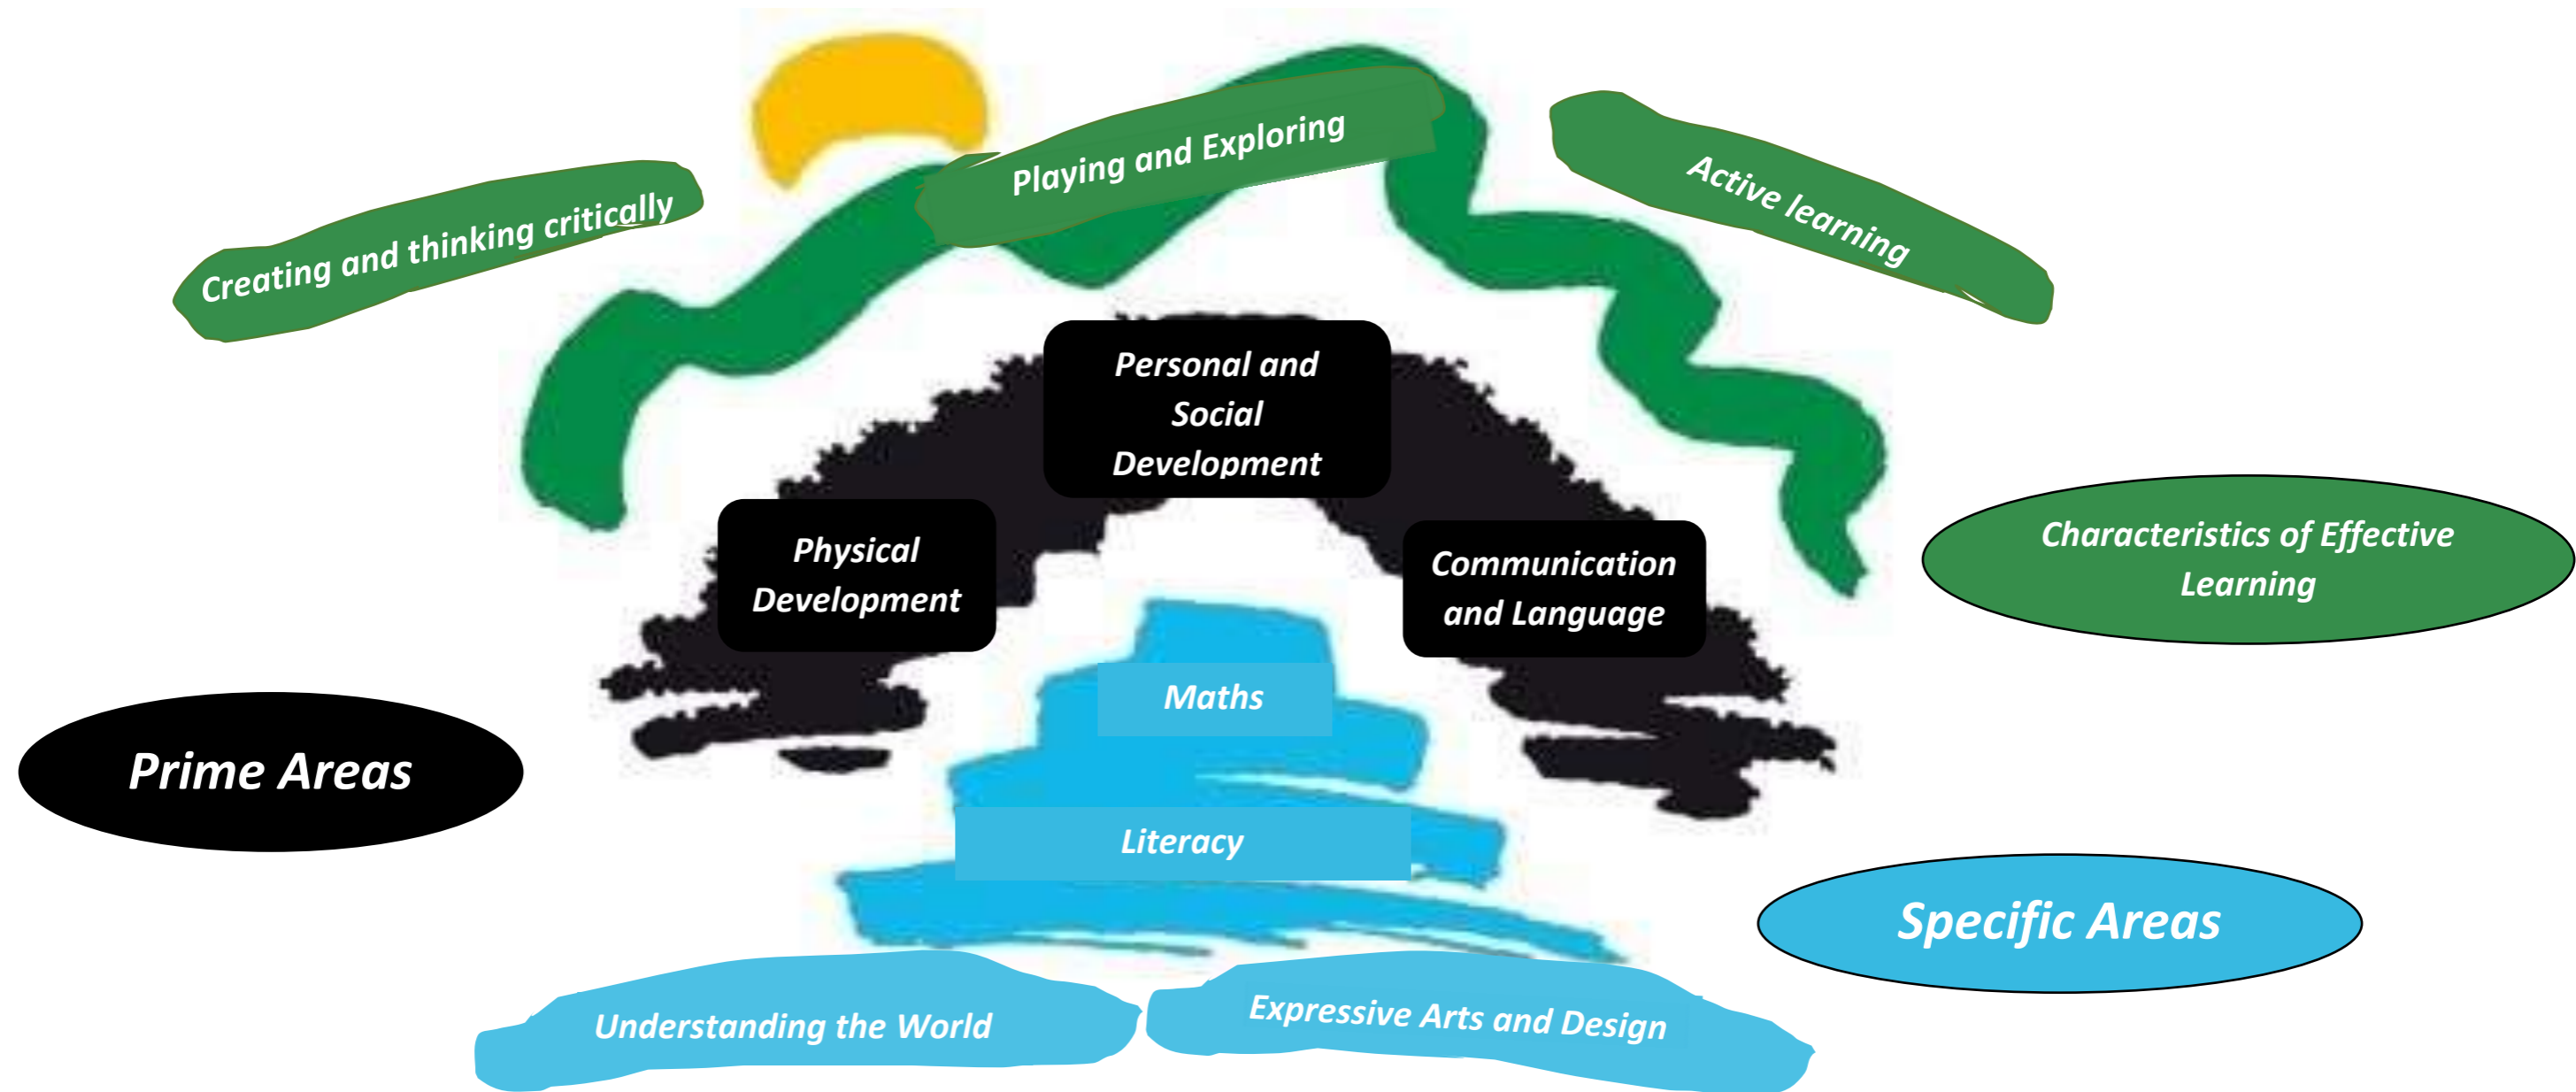 Creating and thinking critically
Playing and Exploring
Active learning
Personal and
Social
Development
Physical
Development
Communication
and Language
Characteristics of Effective
Learning
Maths
Prime Areas
Literacy
Specific Areas
Understanding the World
Expressive Arts and Design